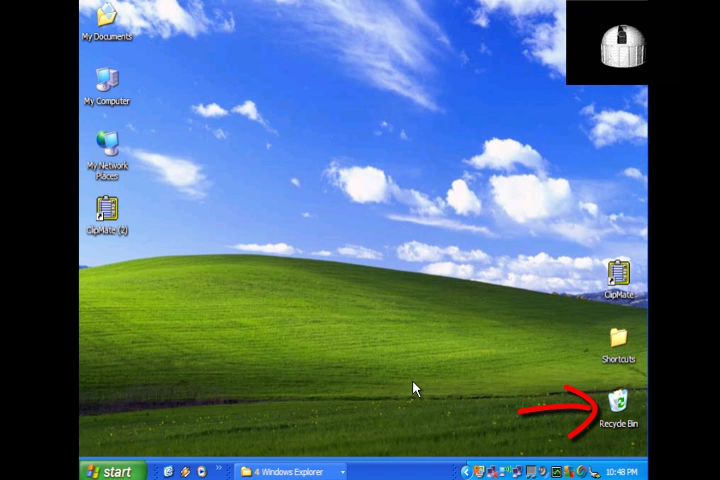 My Documents
My Computer
My Network
Places
ClipMate (2)
ClipMate
Shortcuts
Recycle Bin
start
4 Windows Explorer
10:48 PM